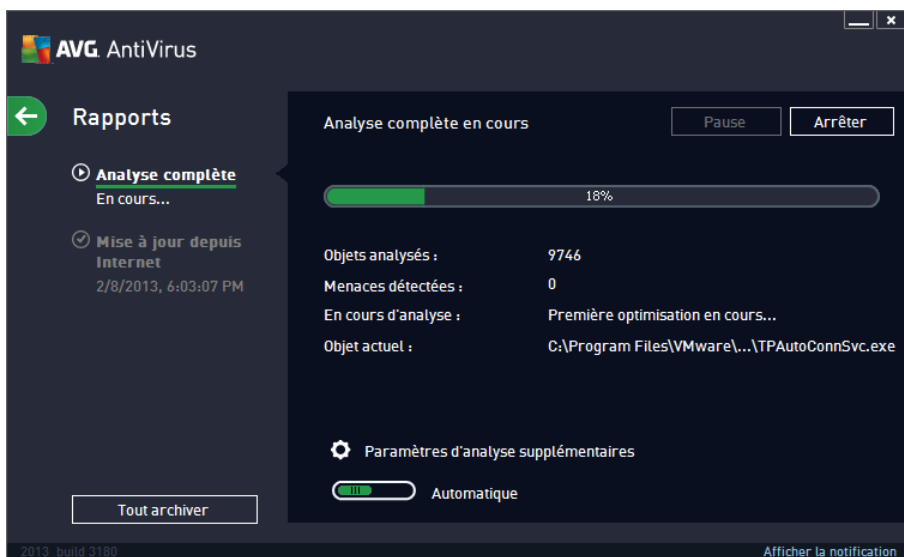 AVG. AntiVirus
Rapports
Analyse complète
En cours...
Mise à jour depuis
Internet
2/8/2013, 6:03:07 PM
Tout archiver
Analyse complète en cours
Pause
Arrêter
18%
Objets analysés : 9746
Menaces détectées : 0
En cours d'analyse : Première optimisation en cours...
Objet actuel : C:\Program Files\VMware\...\TPAutoConnSvc.exe
Paramètres d'analyse supplémentaires
Automatique
2013 build 3180
Afficher la notification